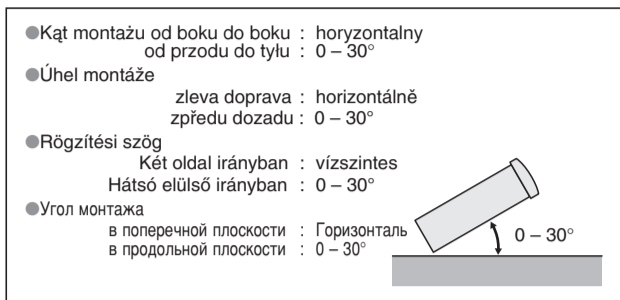 ●Kąt montażu od boku do boku : horyzontalny
od przodu do tyłu : 0 – 30°
●Úhel montáže
zleva doprava : horizontálně
zpředu dozadu : 0 – 30°
●Rögzítési szög
Két oldal irányban : vízszintes
Hátsó elülső irányban : 0 – 30°
●Угол монтажа
в поперечной плоскости : Горизонталь
в продольной плоскости : 0 – 30°
0 – 30°